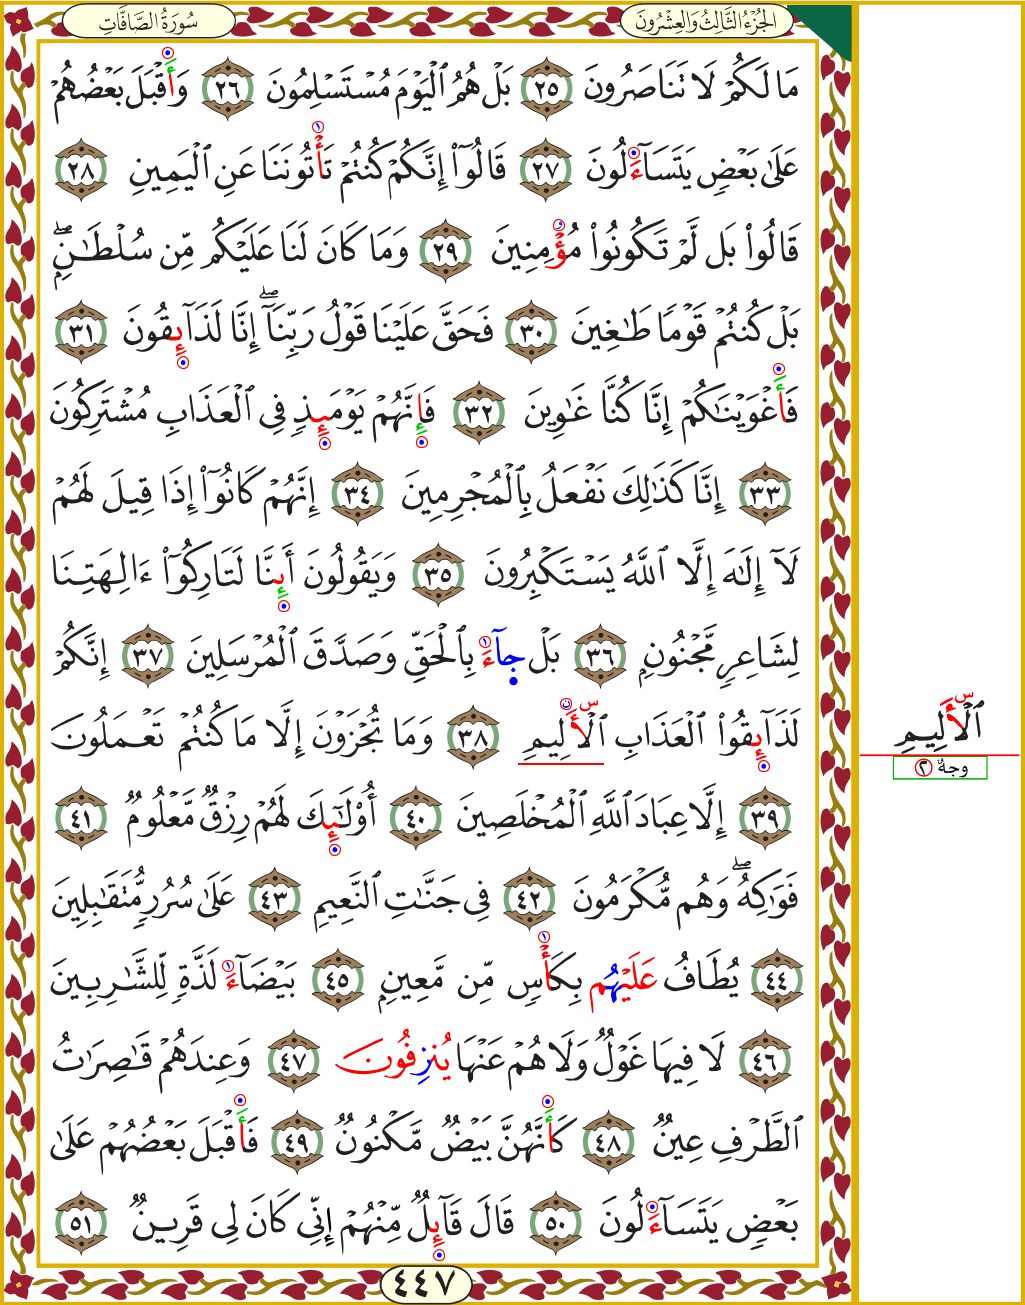 الجُزْءُ الثَّالِثُ وَالعِشْرُونَ
سُورَةُ الصَّافَّاتِ
مَا لَكُمْ لَا تَنَاصَرُونَ ٢٥ بَلْ هُمُ ٱلْيَوْمَ مُسْتَسْلِمُونَ ٢٦ وَأَقْبَلَ بَعْضُهُمْ
عَلَىٰ بَعْضٍ يَتَسَآءَلُونَ ٢٧ قَالُوٓا۟ إِنَّكُمْ كُنتُمْ تَأْتُونَنَا عَنِ ٱلْيَمِينِ ٢٨
قَالُوا۟ بَل لَّمْ تَكُونُوا۟ مُؤْمِنِينَ ٢٩ وَمَا كَانَ لَنَا عَلَيْكُم مِّن سُلْطَـٰنٍۭۖ
بَلْ كُنتُمْ قَوْمًا طَـٰغِينَ ٣٠ فَحَقَّ عَلَيْنَا قَوْلُ رَبِّنَآۖ إِنَّا لَذَآئِقُونَ ٣١
فَأَغْوَيْنَـٰكُمْ إِنَّا كُنَّا غَـٰوِينَ ٣٢ فَإِنَّهُمْ يَوْمَئِذٍ فِى ٱلْعَذَابِ مُشْتَرِكُونَ
٣٣ إِنَّا كَذَٰلِكَ نَفْعَلُ بِٱلْمُجْرِمِينَ ٣٤ إِنَّهُمْ كَانُوٓا۟ إِذَا قِيلَ لَهُمْ
لَآ إِلَـٰهَ إِلَّا ٱللَّهُ يَسْتَكْبِرُونَ ٣٥ وَيَقُولُونَ أَئِنَّا لَتَارِكُوٓا۟ ءَالِهَتِنَا
لِشَاعِرٍ مَّجْنُونٍۭ ٣٦ بَلْ جَآءَ بِٱلْحَقِّ وَصَدَّقَ ٱلْمُرْسَلِينَ ٣٧ إِنَّكُمْ
لَذَآئِقُوا۟ ٱلْعَذَابِ ٱلْأَلِيمِ ٣٨ وَمَا تُجْزَوْنَ إِلَّا مَا كُنتُمْ تَعْمَلُونَ
ٱلْأَلِيمِ
وجهٌ ٢
٣٩ إِلَّا عِبَادَ ٱللَّهِ ٱلْمُخْلَصِينَ ٤٠ أُو۟لَـٰٓئِكَ لَهُمْ رِزْقٌ مَّعْلُومٌ ٤١
فَوَٰكِهُۖ وَهُم مُّكْرَمُونَ ٤٢ فِى جَنَّـٰتِ ٱلنَّعِيمِ ٤٣ عَلَىٰ سُرُرٍ مُّتَقَـٰبِلِينَ
٤٤ يُطَافُ عَلَيْهُم بِكَأْسٍ مِّن مَّعِينٍۭ ٤٥ بَيْضَآءَ لَذَّةٍ لِّلشَّـٰرِبِينَ
٤٦ لَا فِيهَا غَوْلٌ وَلَا هُمْ عَنْهَا يُنزِفُونَ ٤٧ وَعِندَهُمْ قَـٰصِرَٰتُ
ٱلطَّرْفِ عِينٌ ٤٨ كَأَنَّهُنَّ بَيْضٌ مَّكْنُونٌ ٤٩ فَأَقْبَلَ بَعْضُهُمْ عَلَىٰ
بَعْضٍ يَتَسَآءَلُونَ ٥٠ قَالَ قَآئِلٌ مِّنْهُمْ إِنِّى كَانَ لِى قَرِينٌ ٥١
٤٤٧